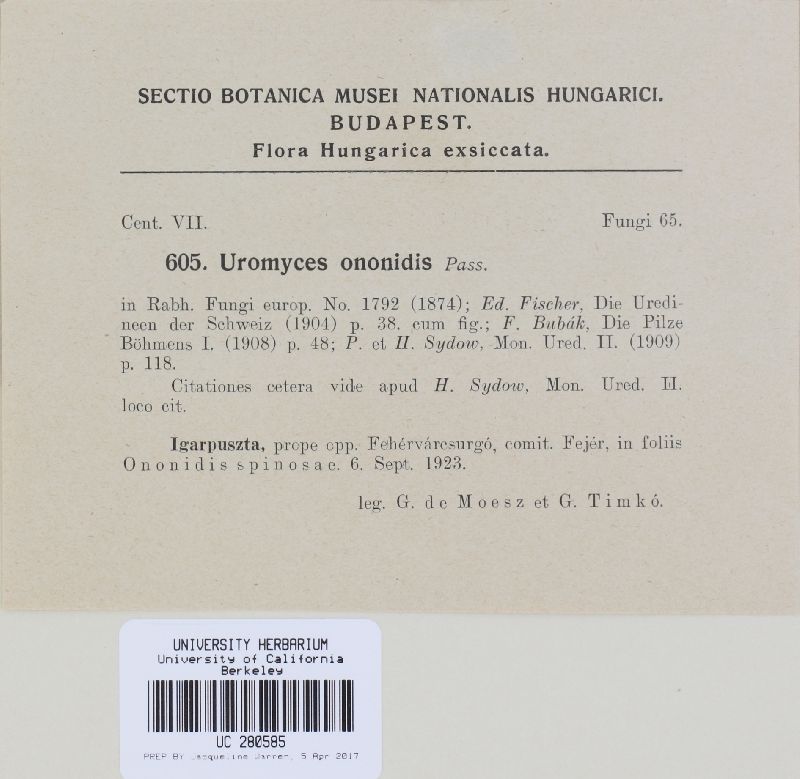 SECTIO BOTANICA MUSEI NATIONALIS HUNGARICI.
BUDAPEST.
Flora Hungarica exsiccata.
Cent. VII. Fungi 65.
605. Uromyces ononidis Pass.
in Rabh. Fungi europ. No. 1792 (1874); Ed. Fischer, Die Uredi-
neen der Schweiz (1904) p. 38. cum fig.; F. Bubák, Die Pilze
Böhmens I. (1908) p. 48; P. et H. Sydow, Mon. Ured. II. (1909)
p. 118.
Citationes cetera vide apud H. Sydow, Mon. Ured. II.
loco cit.
Igarpuszta, prope opp. Fehérvárcsurgó, comit. Fejér, in foliis
Ononidis spinosae. 6. Sept. 1923.
leg. G. de Moesz et G. Timkó.
UNIVERSITY HERBARIUM
University of California
Berkeley
UC 280585
PREP BY Jacqueline 5 Apr 2017